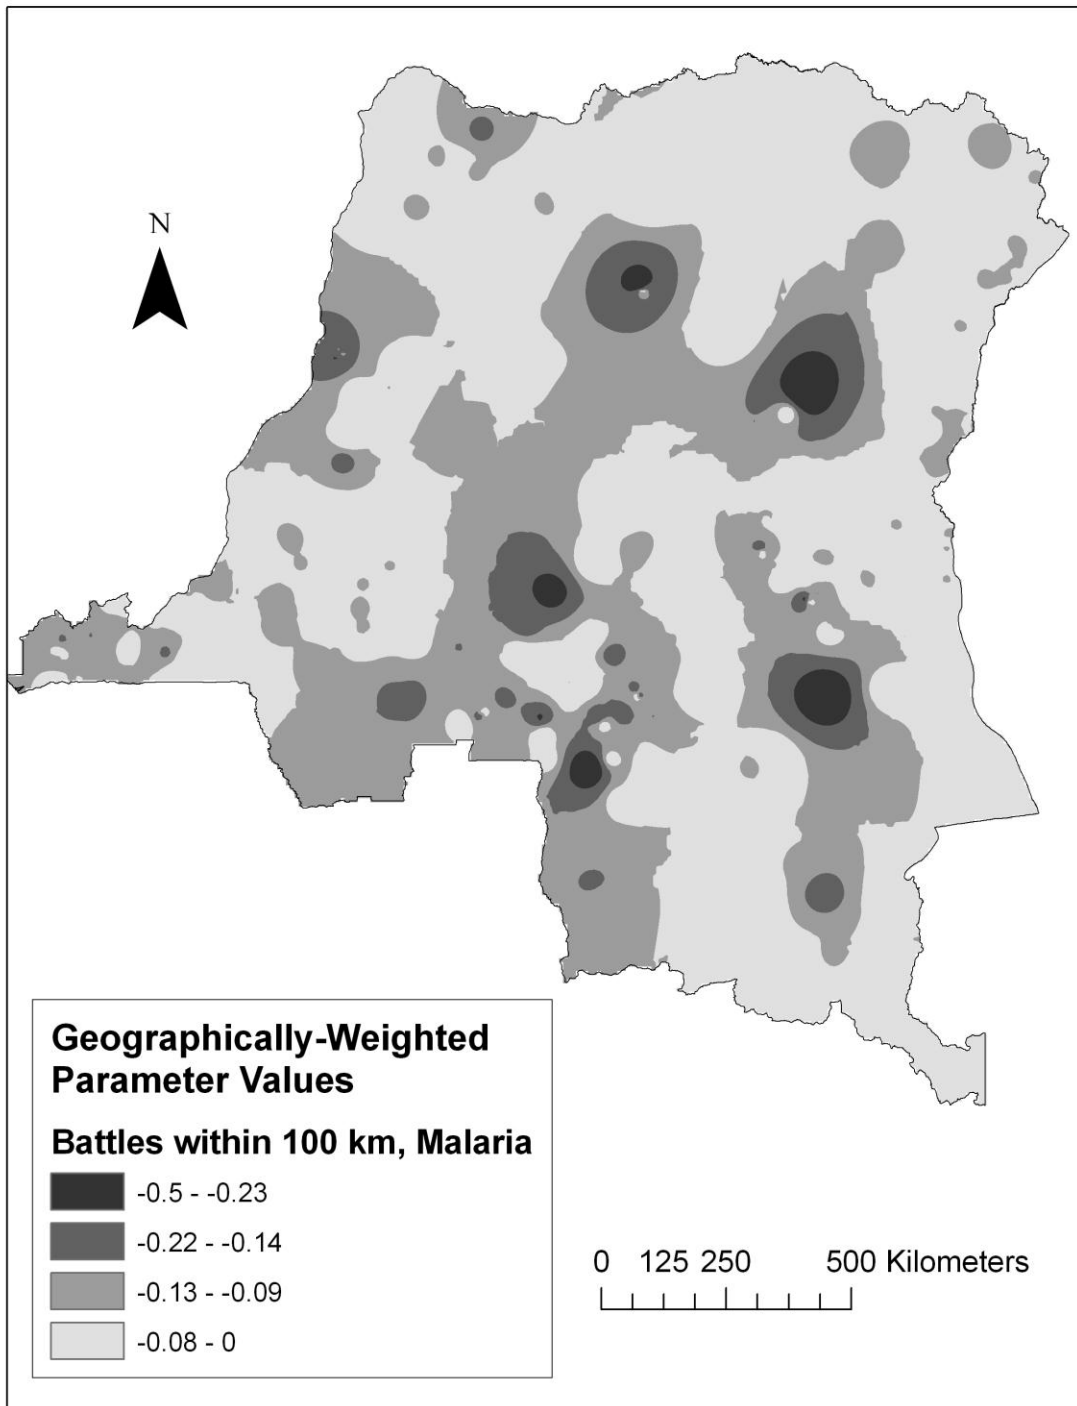 N
Geographically-Weighted
Parameter Values
Battles within 100 km, Malaria
-0.5 - -0.23
-0.22 - -0.14
-0.13 - -0.09
-0.08 - 0
0 125 250 500 Kilometers